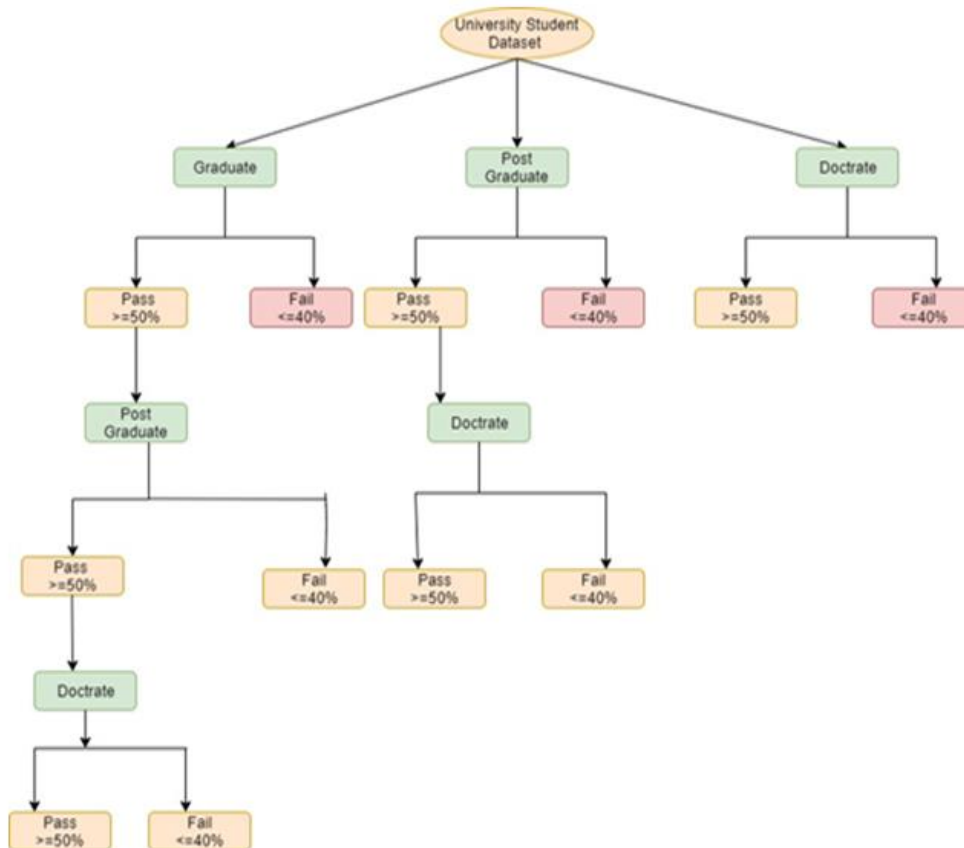 University Student
Dataset
Graduate
Post
Graduate
Doctrate
Pass
>=50%
Fail
<=40%
Pass
>=50%
Fail
<=40%
Pass
>=50%
Fail
<=40%
Post
Graduate
Doctrate
Pass
>=50%
Fail
<=40%
Pass
>=50%
Fail
<=40%
Doctrate
Pass
>=50%
Fail
<=40%